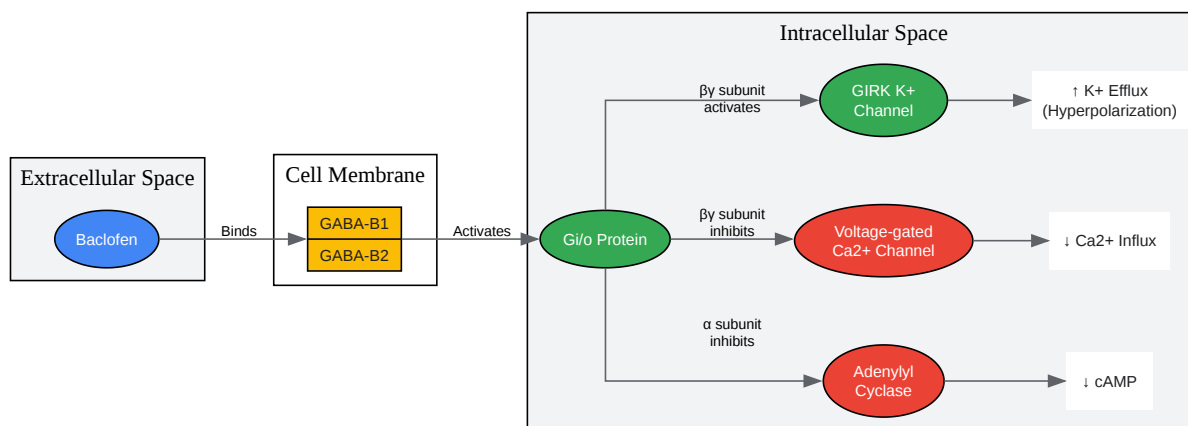 Intracellular Space
βγ subunit
activates
GIRK K+
Channel
↑ K+ Efflux
(Hyperpolarization)
Extracellular Space
Baclofen
Binds
Cell Membrane
GABA-B1
GABA-B2
Activates
Gi/o Protein
βγ subunit
inhibits
Voltage-gated
Ca2+ Channel
↓ Ca2+ Influx
α subunit
inhibits
Adenylyl
Cyclase
↓ cAMP